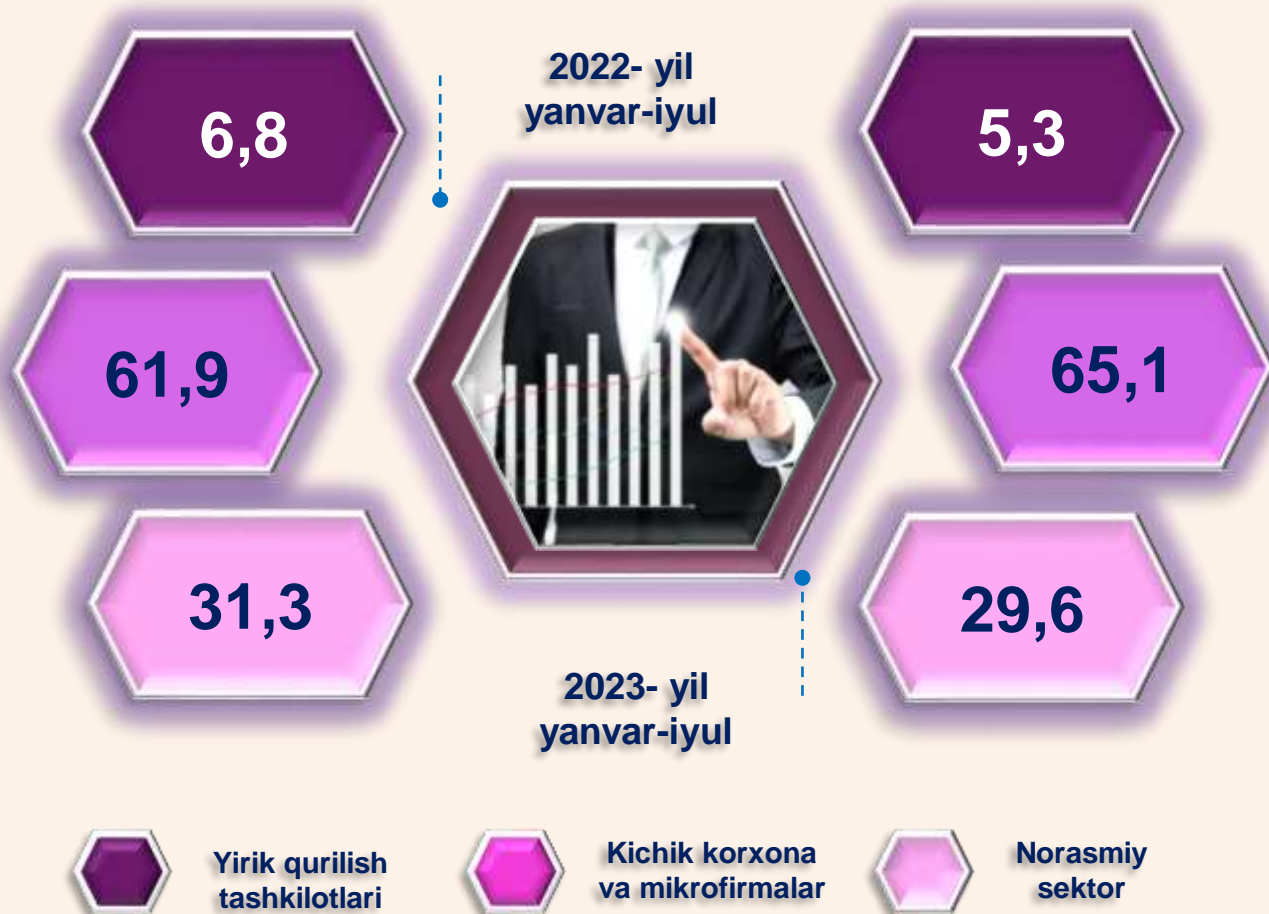 2022- yil
yanvar-iyul
6,8
5,3
61,9
65,1
31,3
29,6
2023- yil
yanvar-iyul
Yirik qurilish
tashkilotlari
Kichik korxona
va mikrofirmalar
Norasmiy
sektor